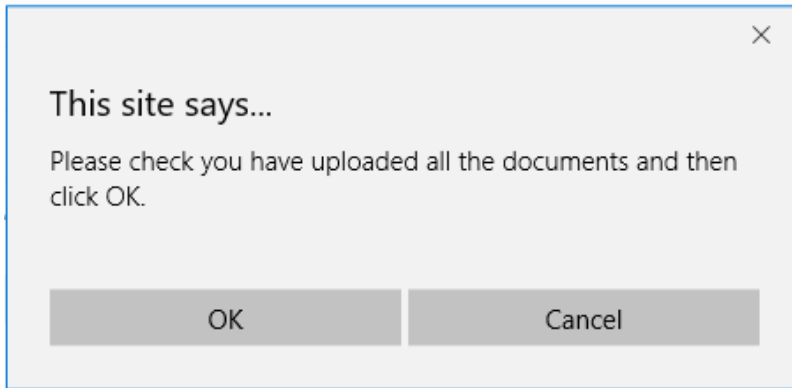 This site says...
Please check you have uploaded all the documents and then
click OK.
OK
Cancel